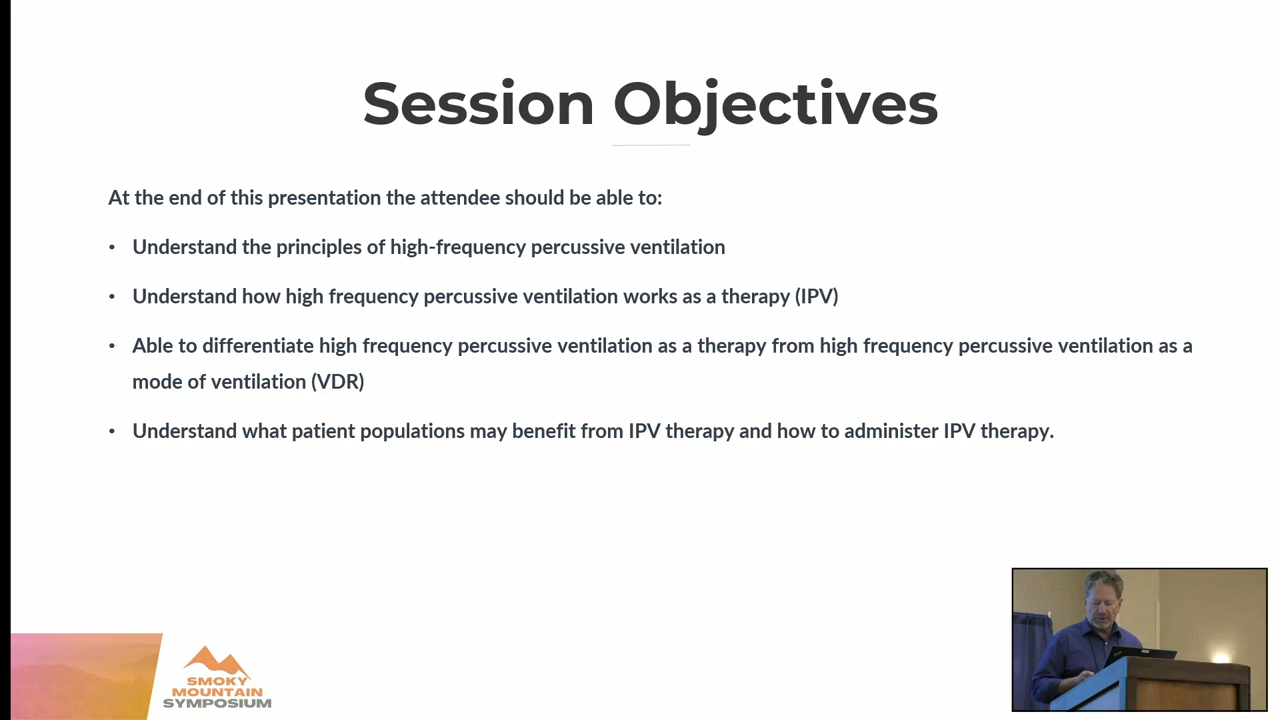 Session Objectives
At the end of this presentation the attendee should be able to:
• Understand the principles of high-frequency percussive ventilation
• Understand how high frequency percussive ventilation works as a therapy (IPV)
• Able to differentiate high frequency percussive ventilation as a therapy from high frequency percussive ventilation as a
mode of ventilation (VDR)
• Understand what patient populations may benefit from IPV therapy and how to administer IPV therapy.
SMOKY
MOUNTAIN
SYMPOSIUM